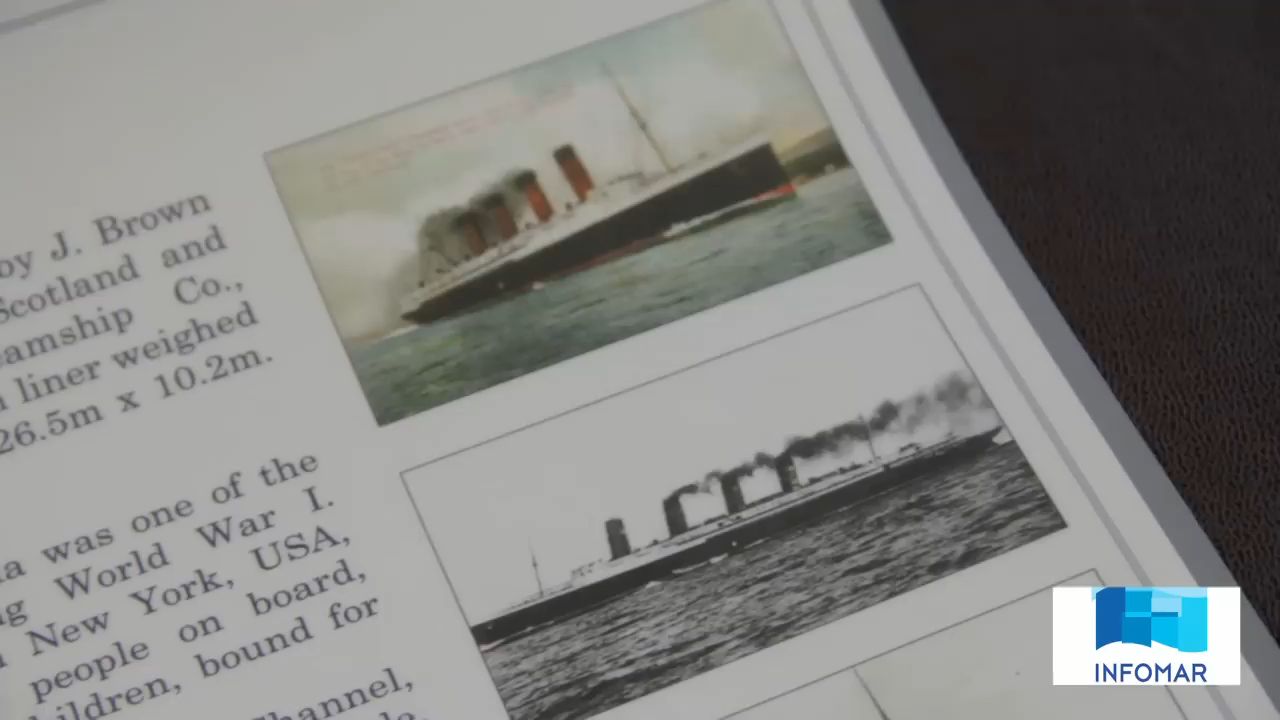 by J. Brown
Scotland and
eamship Co.,
liner weighed
26.5m x 10.2m.
a was one of the
g World War I.
New York, USA,
people on board,
ildren, bound for
hannel,
INFOMAR